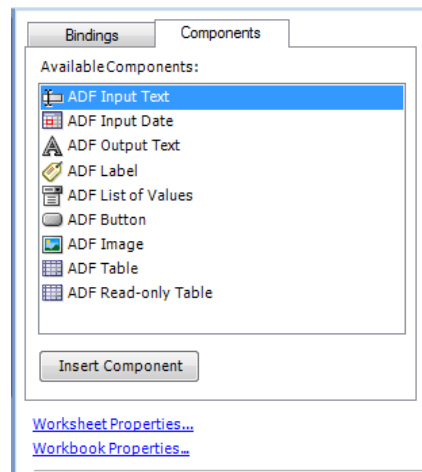 Bindings Components
AvailableComponents:
ADF Input Text
ADF Input Date
ADF Output Text
ADF Label
ADF List of Values
ADF Button
ADF Image
ADF Table
ADF Read-only Table
Insert Component
Worksheet Properties...
Workbook Properties...